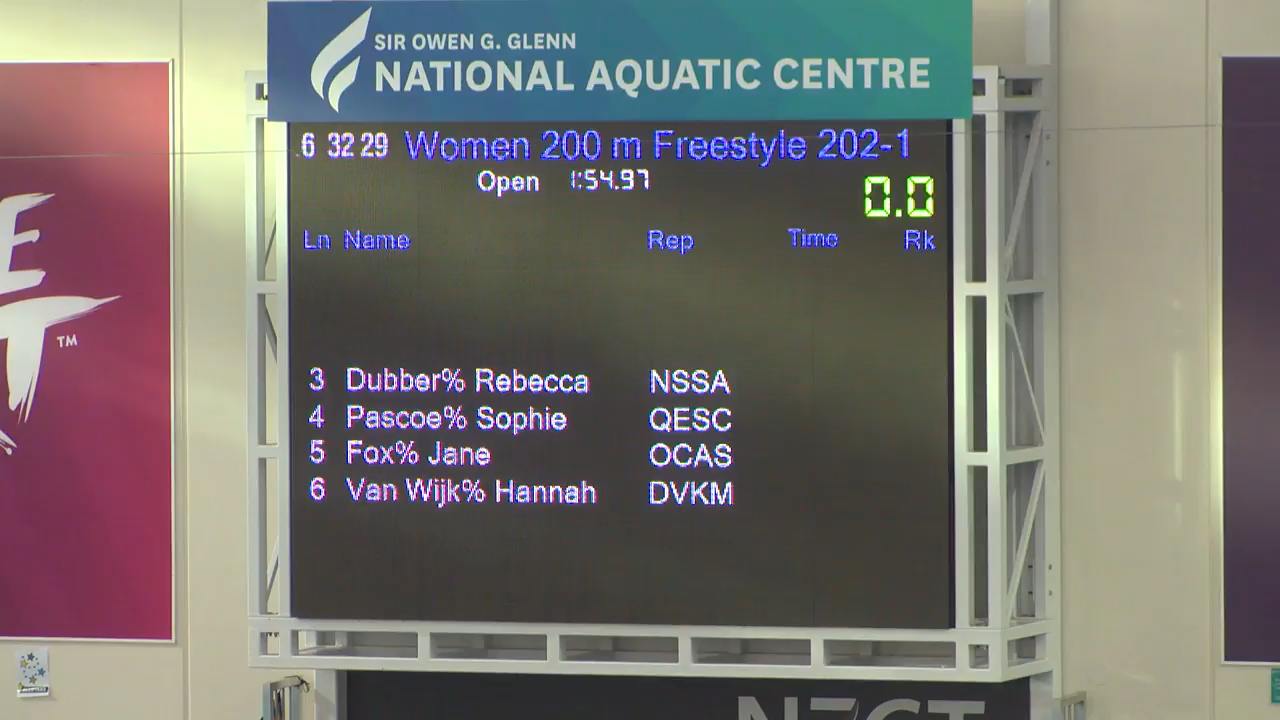 SIR OWEN G. GLENN
NATIONAL AQUATIC CENTRE
6 32 29 Women 200 m Freestyle 202-1
Open 1:54.97
0.0
Ln Name Rep Time Rk
TM
3 Dubber% Rebecca NSSA
4 Pascoe% Sophie QESC
5 Fox% Jane OCAS
6 Van Wijk% Hannah DVKM